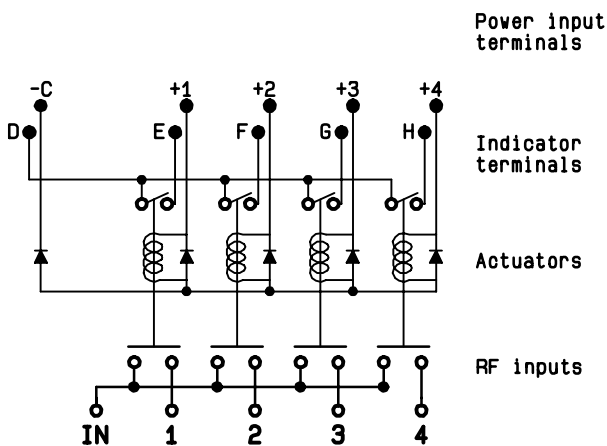 Power input
terminals
-C +1 +2 +3 +4
D E F G H
Indicator
terminals
Actuators
RF inputs
IN 1 2 3 4